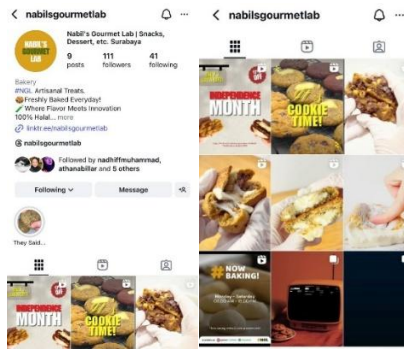 nabilsgourmetlab
NABIL'S
GOURMET
LAB
Nabil's Gourmet Lab | Snacks,
Dessert, etc. Surabaya
9
posts
111
followers
41
following
Bakery
#NGL Artisanal Treats.
Freshly Baked Everyday!
Where Flavor Meets Innovation
100% Halal... more
linktr.ee/nabilsgourmetlab
nabilsgourmetlab
Followed by nadhiffmuhammad,
athanabillar and 5 others
Following
Message
They Said...
INDEPENDENCE
MONTH
COOKIE
TIME!
nabilsgourmetlab
INDEPENDENCE
MONTH
COOKIE
TIME!
NOW
BAKING!
Monday - Saturday